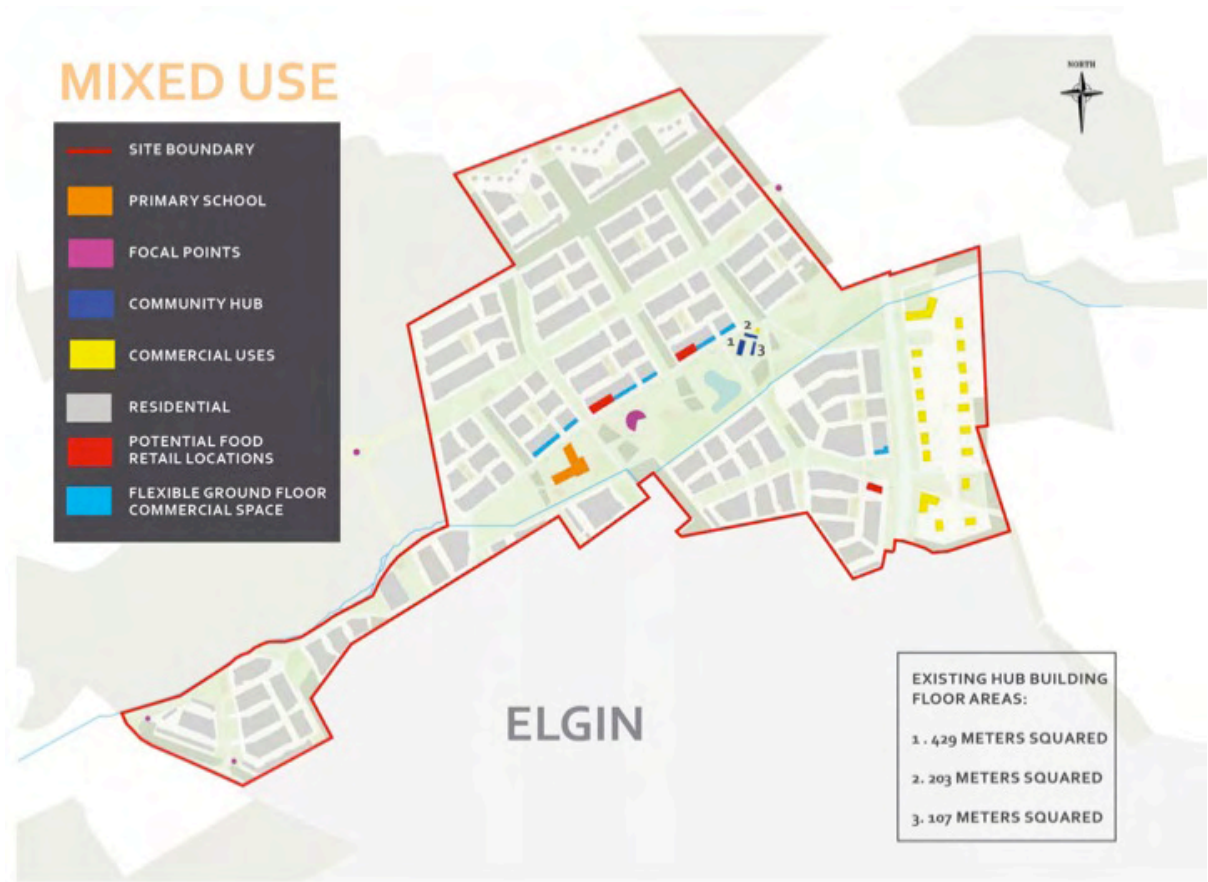 MIXED USE
NORTH
SITE BOUNDARY
PRIMARY SCHOOL
FOCAL POINTS
COMMUNITY HUB
COMMERCIAL USES
RESIDENTIAL
POTENTIAL FOOD
RETAIL LOCATIONS
FLEXIBLE GROUND FLOOR
COMMERCIAL SPACE
2
1
3
ELGIN
EXISTING HUB BUILDING
FLOOR AREAS:
1 . 429 METERS SQUARED
2. 203 METERS SQUARED
3. 107 METERS SQUARED